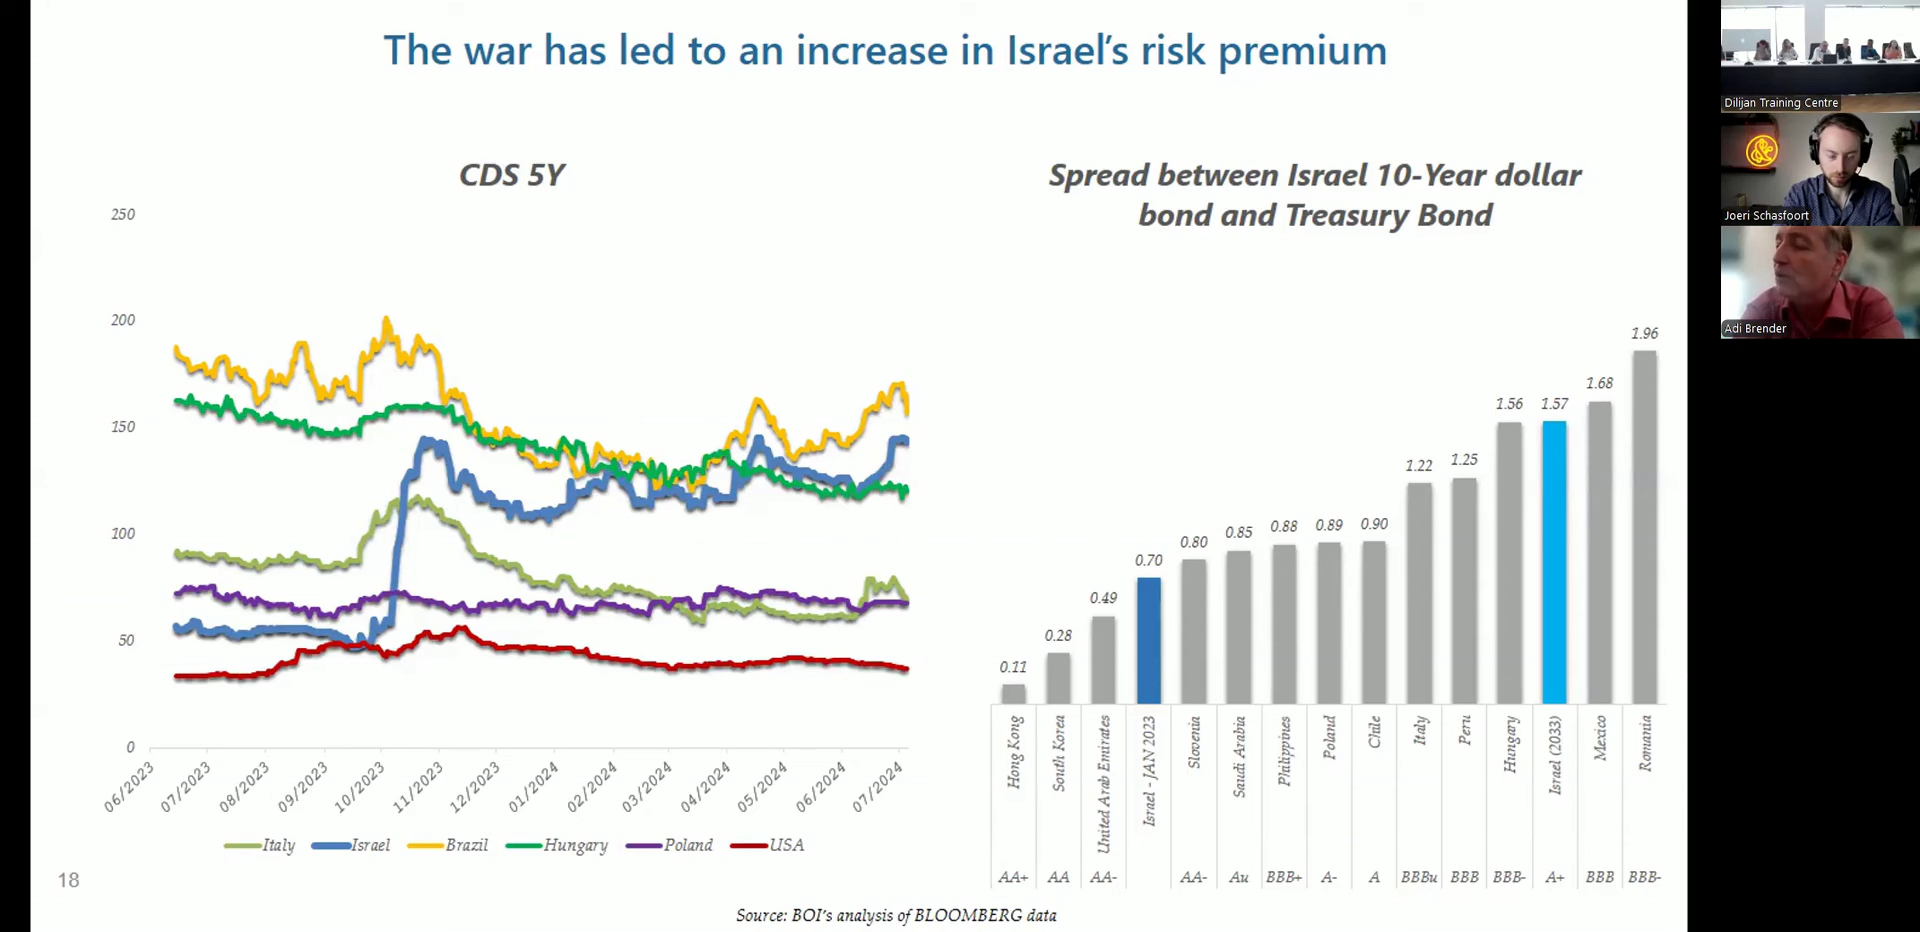 The war has led to an increase in Israel's risk premium
CDS 5Y
250
200
150
100
50
0
06/2023
07/2023
08/2023
09/2023
10/2023
11/2023
12/2023
01/2024
02/2024
03/2024
04/2024
05/2024
06/2024
07/2024
Italy Israel Brazil Hungary Poland USA
Spread between Israel 10-Year dollar
bond and Treasury Bond
0.11
0.28
0.49
0.70
0.80
0.85
0.88
0.89
0.90
1.22
1.25
1.56
1.57
1.68
1.96
Hong Kong
South Korea
United Arab Emirates
Israel - JAN 2023
Slovenia
Saudi Arabia
Philippines
Poland
Chile
Italy
Peru
Hungary
Israel (2033)
Mexico
Romania
AA+ AA AA- AA- Au BBB+ A- A BBBu BBB BBB- A+ BBB BBB-
18
Source: BOI's analysis of BLOOMBERG data
Dilijan Training Centre
Joeri Schasfoort
Adi Brender